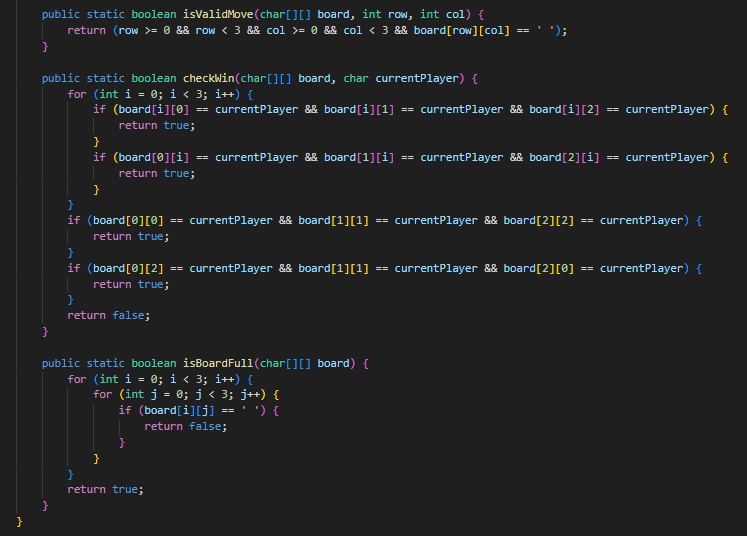 public static boolean isValidMove(char[][] board, int row, int col) {
return (row >= 0 && row < 3 && col >= 0 && col < 3 && board[row][col] == ' ');
}
public static boolean checkWin(char[][] board, char currentPlayer) {
for (int i = 0; i < 3; i++) {
if (board[i][0] == currentPlayer && board[i][1] == currentPlayer && board[i][2] == currentPlayer) {
return true;
}
if (board[0][i] == currentPlayer && board[1][i] == currentPlayer && board[2][i] == currentPlayer) {
return true;
}
}
if (board[0][0] == currentPlayer && board[1][1] == currentPlayer && board[2][2] == currentPlayer) {
return true;
}
if (board[0][2] == currentPlayer && board[1][1] == currentPlayer && board[2][0] == currentPlayer) {
return true;
}
return false;
}
public static boolean isBoardFull(char[][] board) {
for (int i = 0; i < 3; i++) {
for (int j = 0; j < 3; j++) {
if (board[i][j] == ' ') {
return false;
}
}
}
return true;
}
}